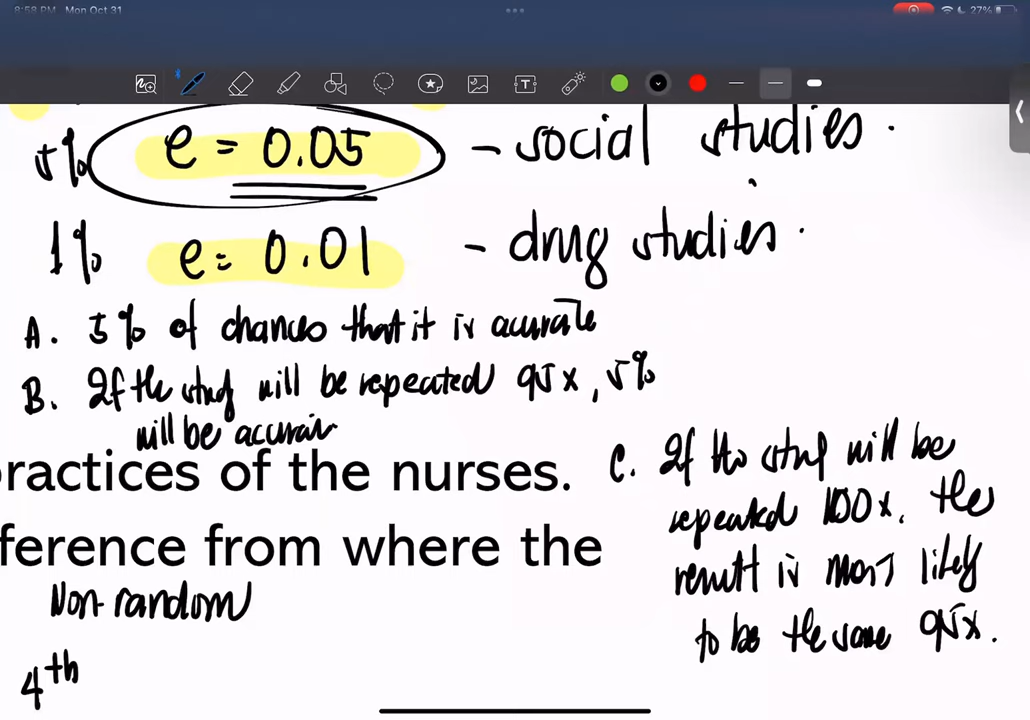 8:58 PM Mon Oct 31
27%
5% e = 0.05 - social studies.
1% e = 0.01 - drug studies.
A. 5% of chances that it is accurate
B. If the study will be repeated 95x, 5%
will be accurate
practices of the nurses.
ference from where the
Non-random
4th
C. If the study will be
repeated 100x, the
result is most likely
to be the same 95x.